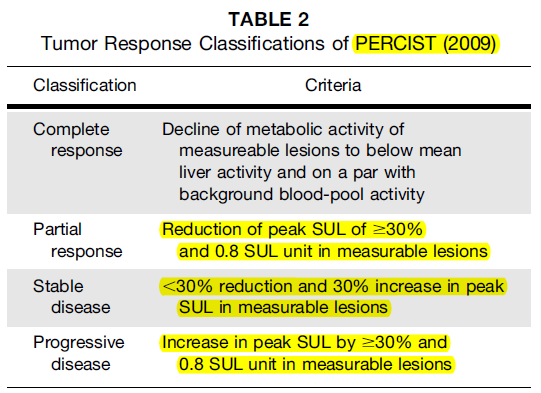 TABLE 2
Tumor Response Classifications of PERCIST (2009)
Classification Criteria
Complete response Decline of metabolic activity of
measureable lesions to below mean
liver activity and on a par with
background blood-pool activity
Partial response Reduction of peak SUL of ≥30%
and 0.8 SUL unit in measurable lesions
Stable disease <30% reduction and 30% increase in peak
SUL in measurable lesions
Progressive disease Increase in peak SUL by ≥30% and
0.8 SUL unit in measurable lesions